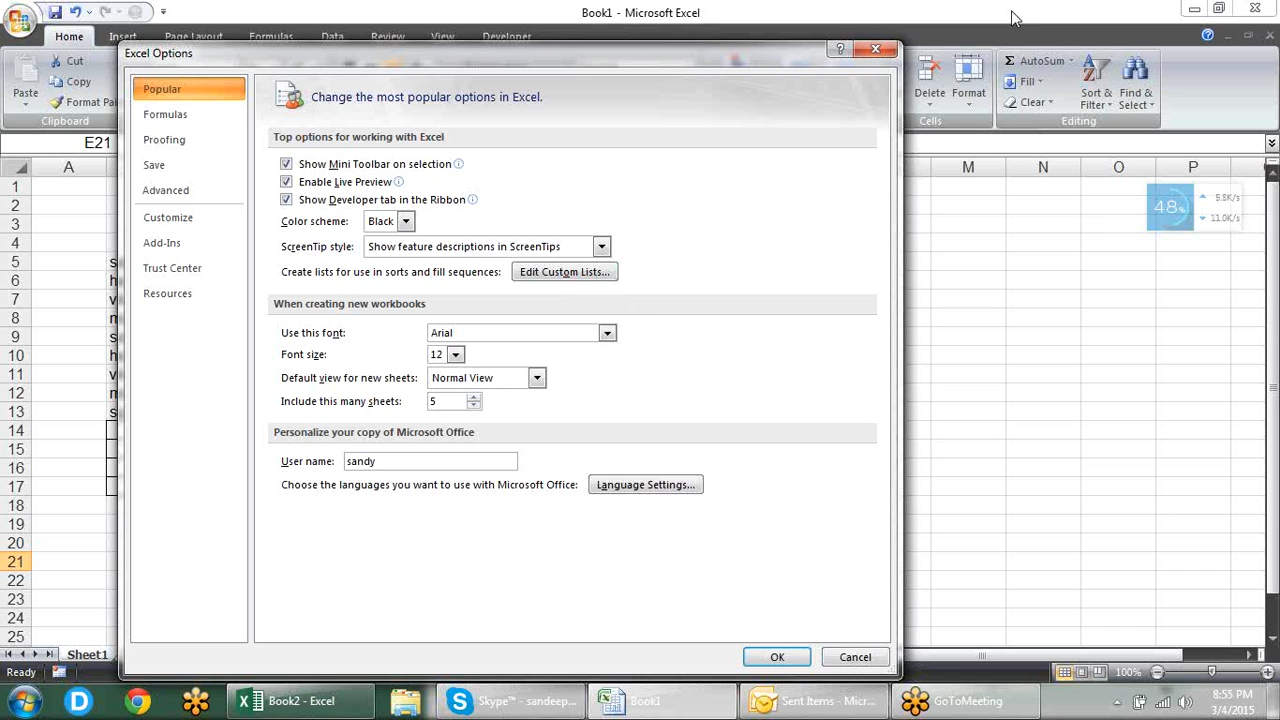 Book1 - Microsoft Excel
Home Insert Page Layout Formulas Data Review View Developer
Excel Options
Paste
Cut
Copy
Format Pa
Clipboard
Delete
Format
Cells
AutoSum
Fill
Clear
Sort &
Filter
Find &
Select
Editing
E21
A M N O P
1
2
3
4
5 s
6 h
7 v
8 m
9 s
10 h
11 v
12 m
13 s
14
15
16
17
18
19
20
21
22
23
24
25
48%
5.8K/s
11.0K/s
Popular
Formulas
Proofing
Save
Advanced
Customize
Add-Ins
Trust Center
Resources
Change the most popular options in Excel.
Top options for working with Excel
Show Mini Toolbar on selection
Enable Live Preview
Show Developer tab in the Ribbon
Color scheme: Black
ScreenTip style: Show feature descriptions in ScreenTips
Create lists for use in sorts and fill sequences: Edit Custom Lists...
When creating new workbooks
Use this font: Arial
Font size: 12
Default view for new sheets: Normal View
Include this many sheets: 5
Personalize your copy of Microsoft Office
User name: sandy
Choose the languages you want to use with Microsoft Office: Language Settings...
OK Cancel
Sheet1
Ready
100%
Book2 - Excel
Skype™ - sandeep...
Book1
Sent Items - Micr...
GoToMeeting
8:55 PM
3/4/2015